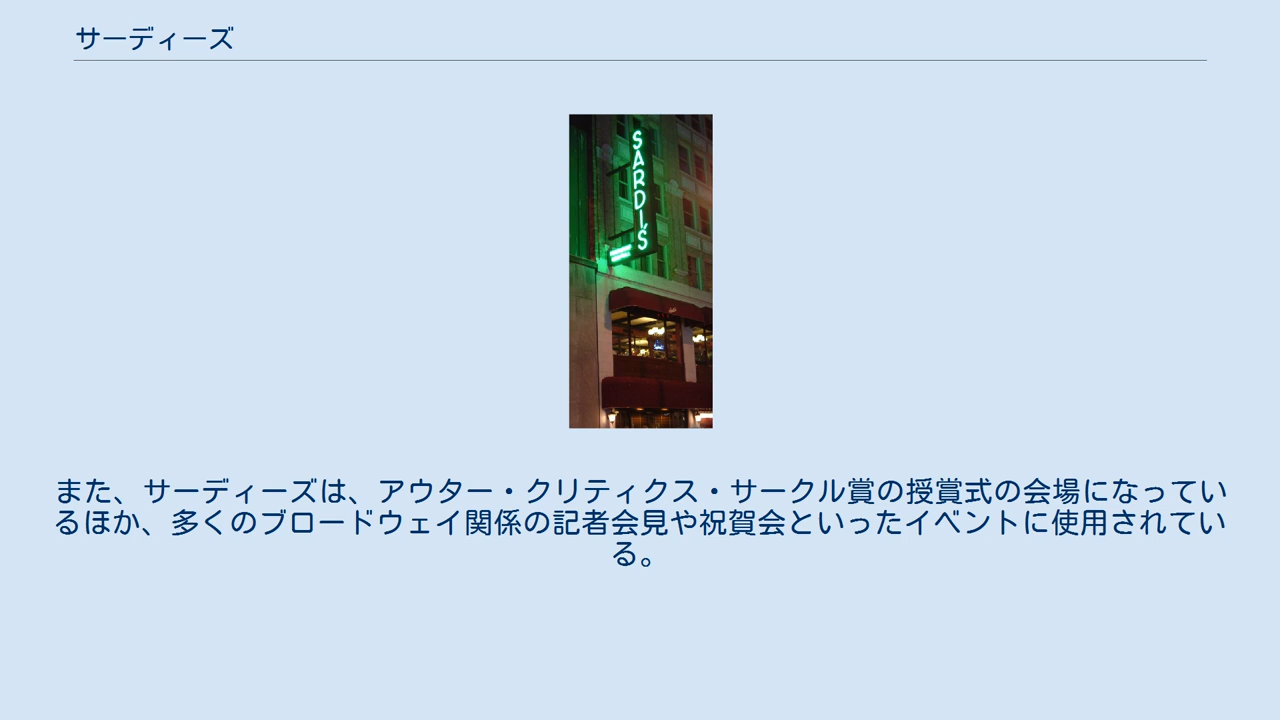 サーディーズ
SARDI'S
また、サーディーズは、アウター・クリティクス・サークル賞の授賞式の会場になってい
るほか、多くのブロードウェイ関係の記者会見や祝賀会といったイベントに使用されてい
る。